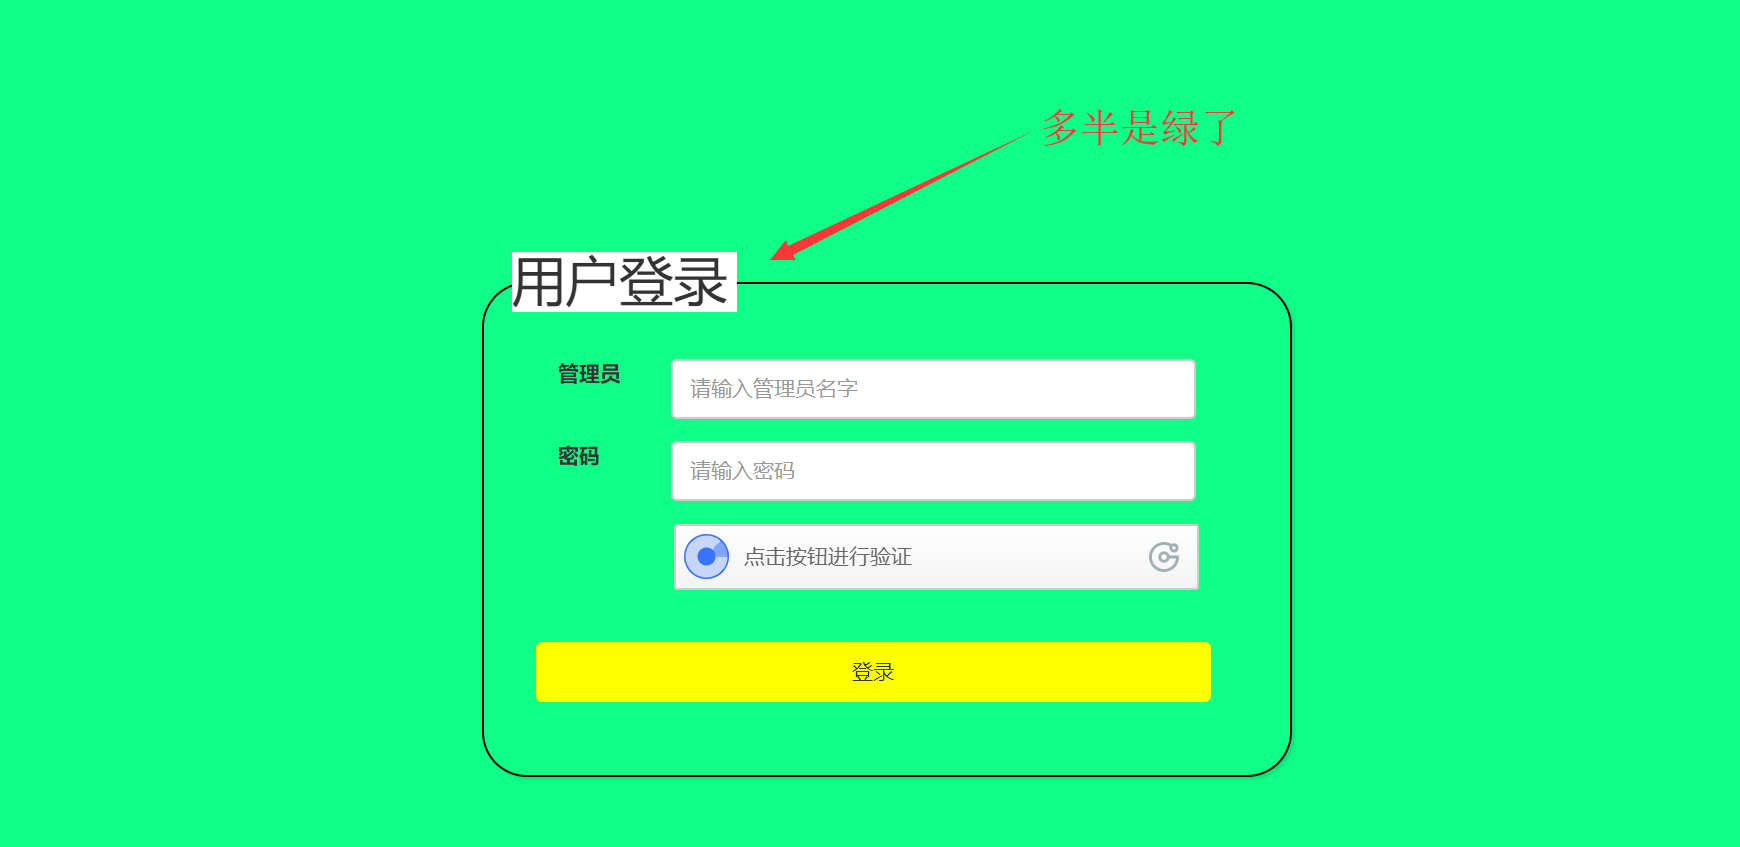 多半是绿了
用户登录
管理员
请输入管理员名字
密码
请输入密码
点击按钮进行验证
登录